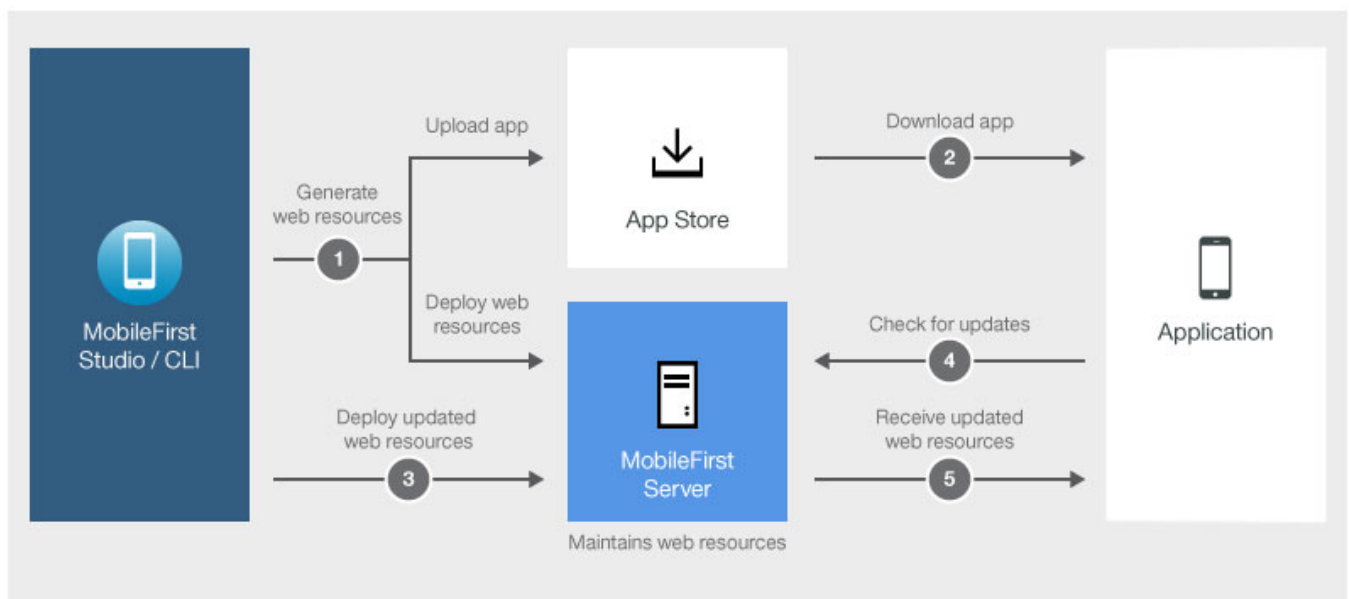 Upload app
Download app
2
Generate
web resources
1
App Store
MobileFirst
Studio / CLI
Deploy web
resources
Check for updates
4
Application
Deploy updated
web resources
3
MobileFirst
Server
Receive updated
web resources
5
Maintains web resources